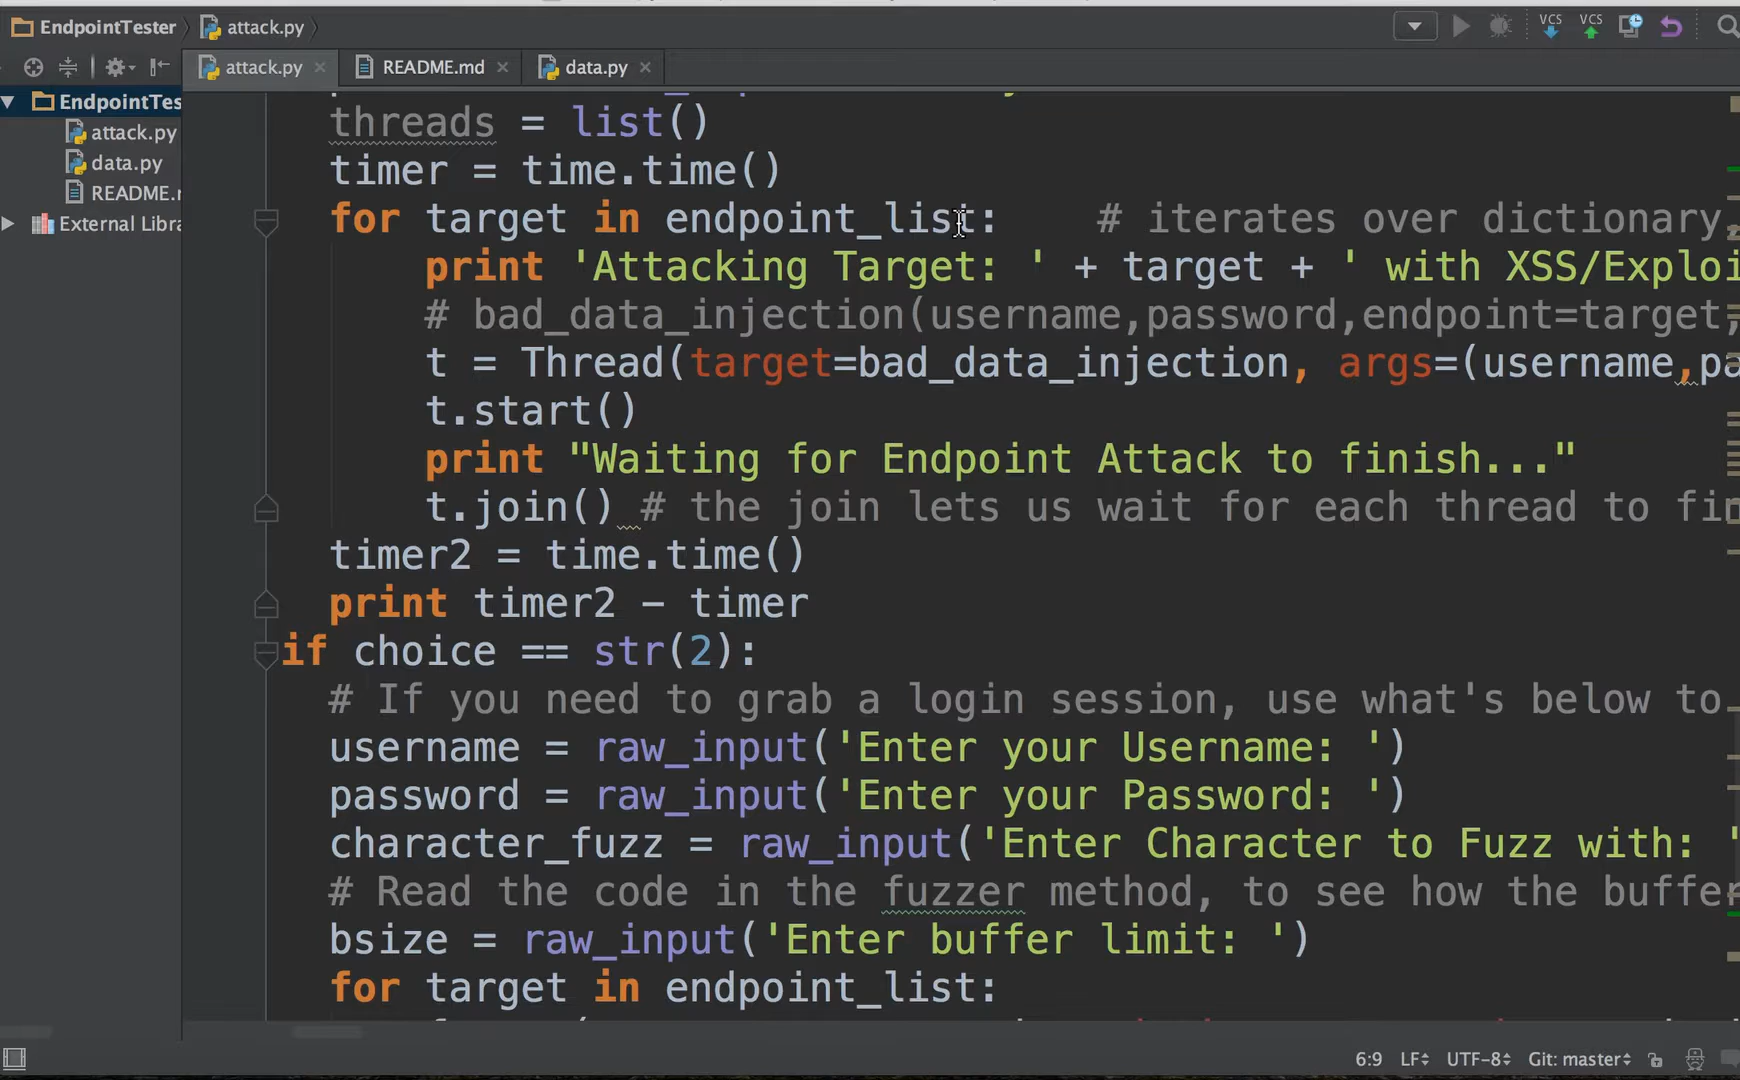 EndpointTester
attack.py
VCS
VCS
attack.py
README.md
data.py
EndpointTes
attack.py
data.py
README.
External Libra
threads = list()
timer = time.time()
for target in endpoint_list: # iterates over dictionary,
print 'Attacking Target: ' + target + ' with XSS/Exploi
# bad_data_injection(username,password,endpoint=target,
t = Thread(target=bad_data_injection, args=(username,pa
t.start()
print "Waiting for Endpoint Attack to finish..."
t.join() # the join lets us wait for each thread to fin
timer2 = time.time()
print timer2 - timer
if choice == str(2):
# If you need to grab a login session, use what's below to
username = raw_input('Enter your Username: ')
password = raw_input('Enter your Password: ')
character_fuzz = raw_input('Enter Character to Fuzz with: '
# Read the code in the fuzzer method, to see how the buffer
bsize = raw_input('Enter buffer limit: ')
for target in endpoint_list:
6:9
LF
UTF-8
Git: master